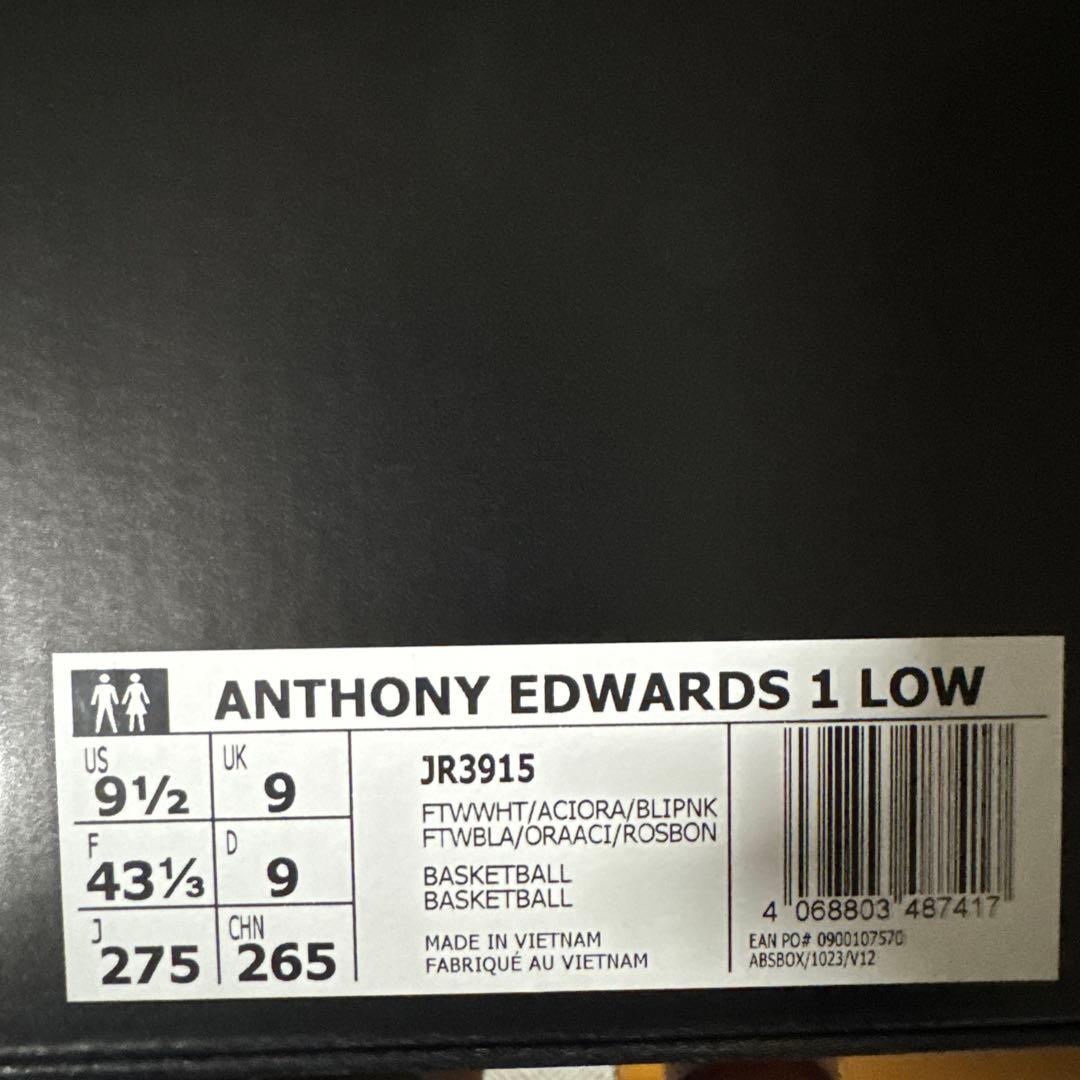 ANTHONY EDWARDS 1 LOW
US 9½
UK 9
F 43⅓
D 9
J 275
CHN 265
JR3915
FTWWHT/ACIORA/BLIPNK
FTWBLA/ORAACI/ROSBON
BASKETBALL
BASKETBALL
MADE IN VIETNAM
FABRIQUÉ AU VIETNAM
4 068803 487417
EAN PO# 0900107570
ABSBOX/1023/V12